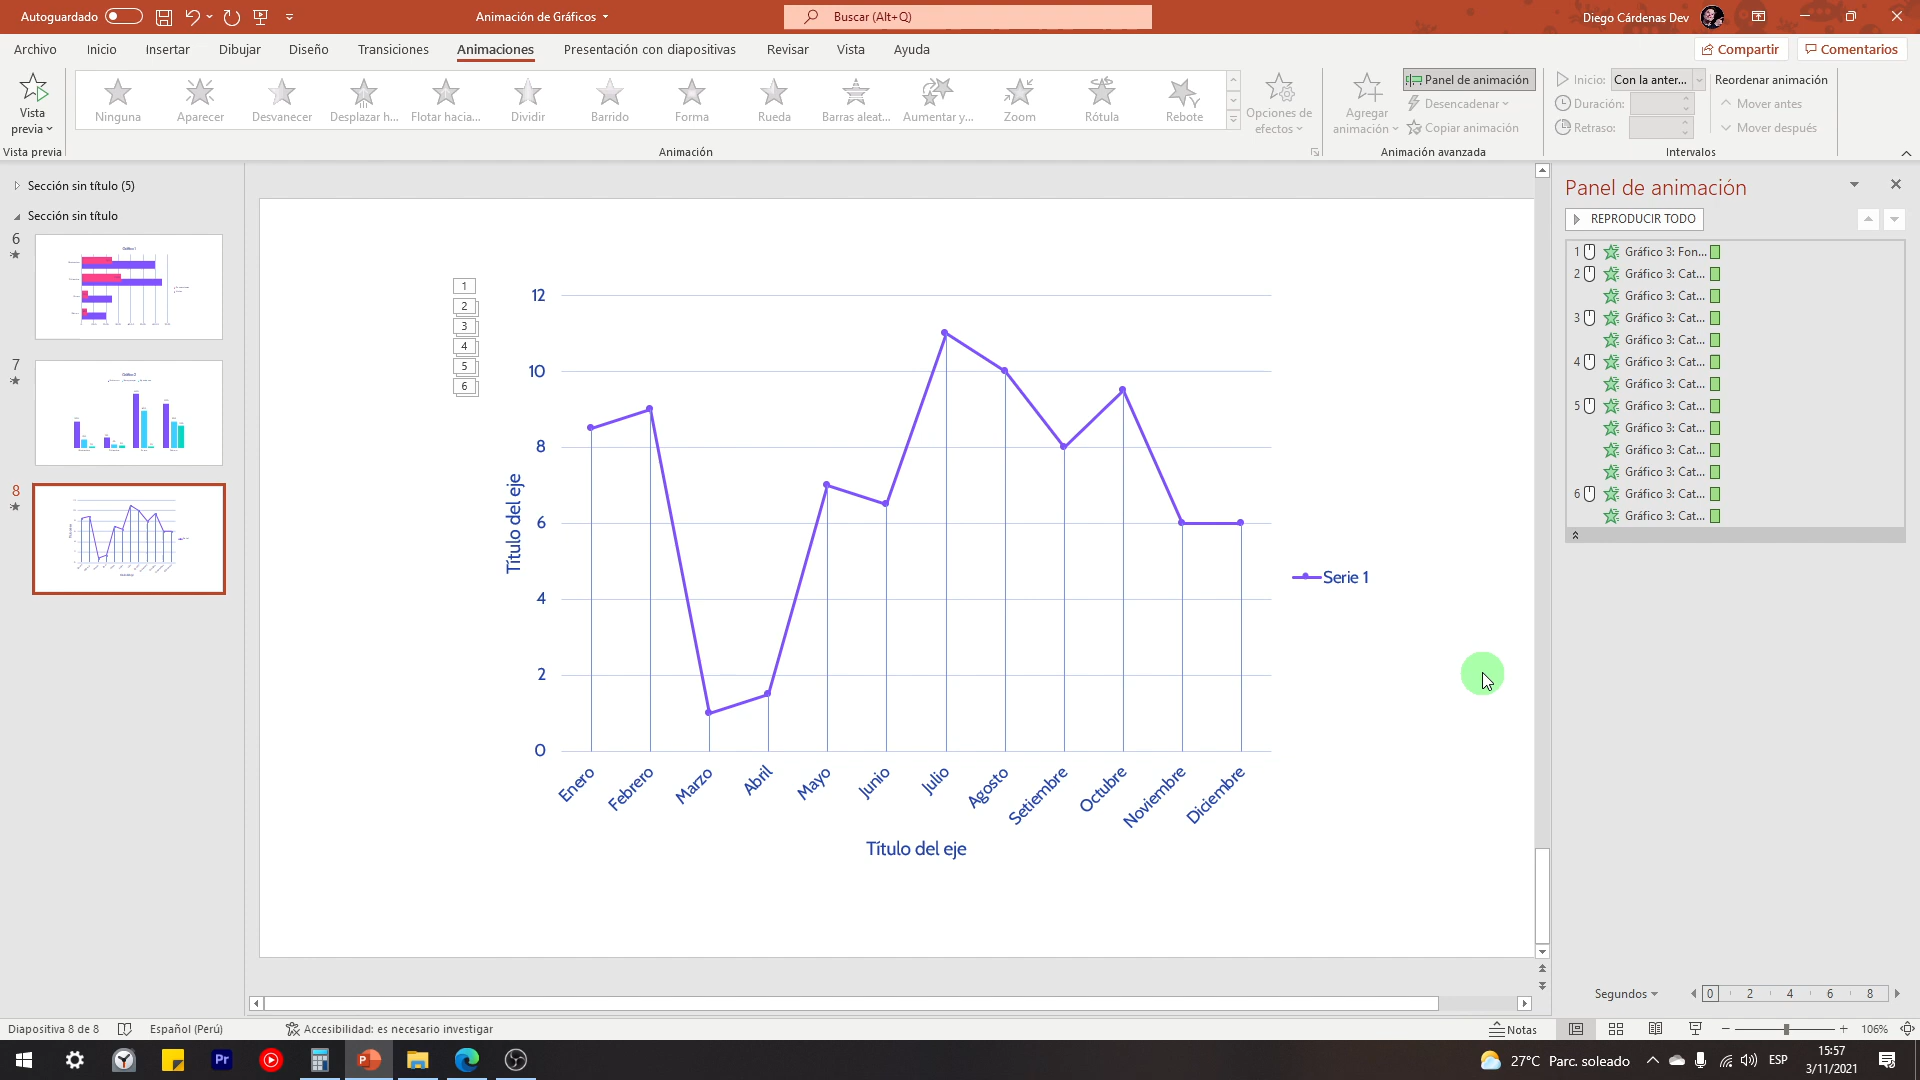 Autoguardado
Animación de Gráficos
Buscar (Alt+Q)
Diego Cárdenas Dev
Archivo Inicio Insertar Dibujar Diseño Transiciones Animaciones Presentación con diapositivas Revisar Vista Ayuda
Compartir Comentarios
Vista
previa
Vista previa
Ninguna Aparecer Desvanecer Desplazar h... Flotar hacia... Dividir Barrido Forma Rueda Barras aleat... Aumentar y... Zoom Rótula Rebote
Animación
Opciones de
efectos
Agregar
animación
Panel de animación
Desencadenar
Copiar animación
Animación avanzada
Inicio: Con la anter...
Duración:
Retraso:
Reordenar animación
Mover antes
Mover después
Intervalos
Sección sin título (5)
Sección sin título
6
7
8
1
2
3
4
5
6
12
10
8
6
4
2
0
Título del eje
Enero Febrero Marzo Abril Mayo Junio Julio Agosto Setiembre Octubre Noviembre Diciembre
Título del eje
Serie 1
Panel de animación
REPRODUCIR TODO
1 Gráfico 3: Fon...
2 Gráfico 3: Cat...
Gráfico 3: Cat...
3 Gráfico 3: Cat...
Gráfico 3: Cat...
4 Gráfico 3: Cat...
Gráfico 3: Cat...
5 Gráfico 3: Cat...
Gráfico 3: Cat...
Gráfico 3: Cat...
Gráfico 3: Cat...
6 Gráfico 3: Cat...
Gráfico 3: Cat...
Segundos 0 2 4 6 8
Diapositiva 8 de 8 Español (Perú) Accesibilidad: es necesario investigar
Notas 106%
Pr
P
27°C Parc. soleado
ESP
15:57
3/11/2021